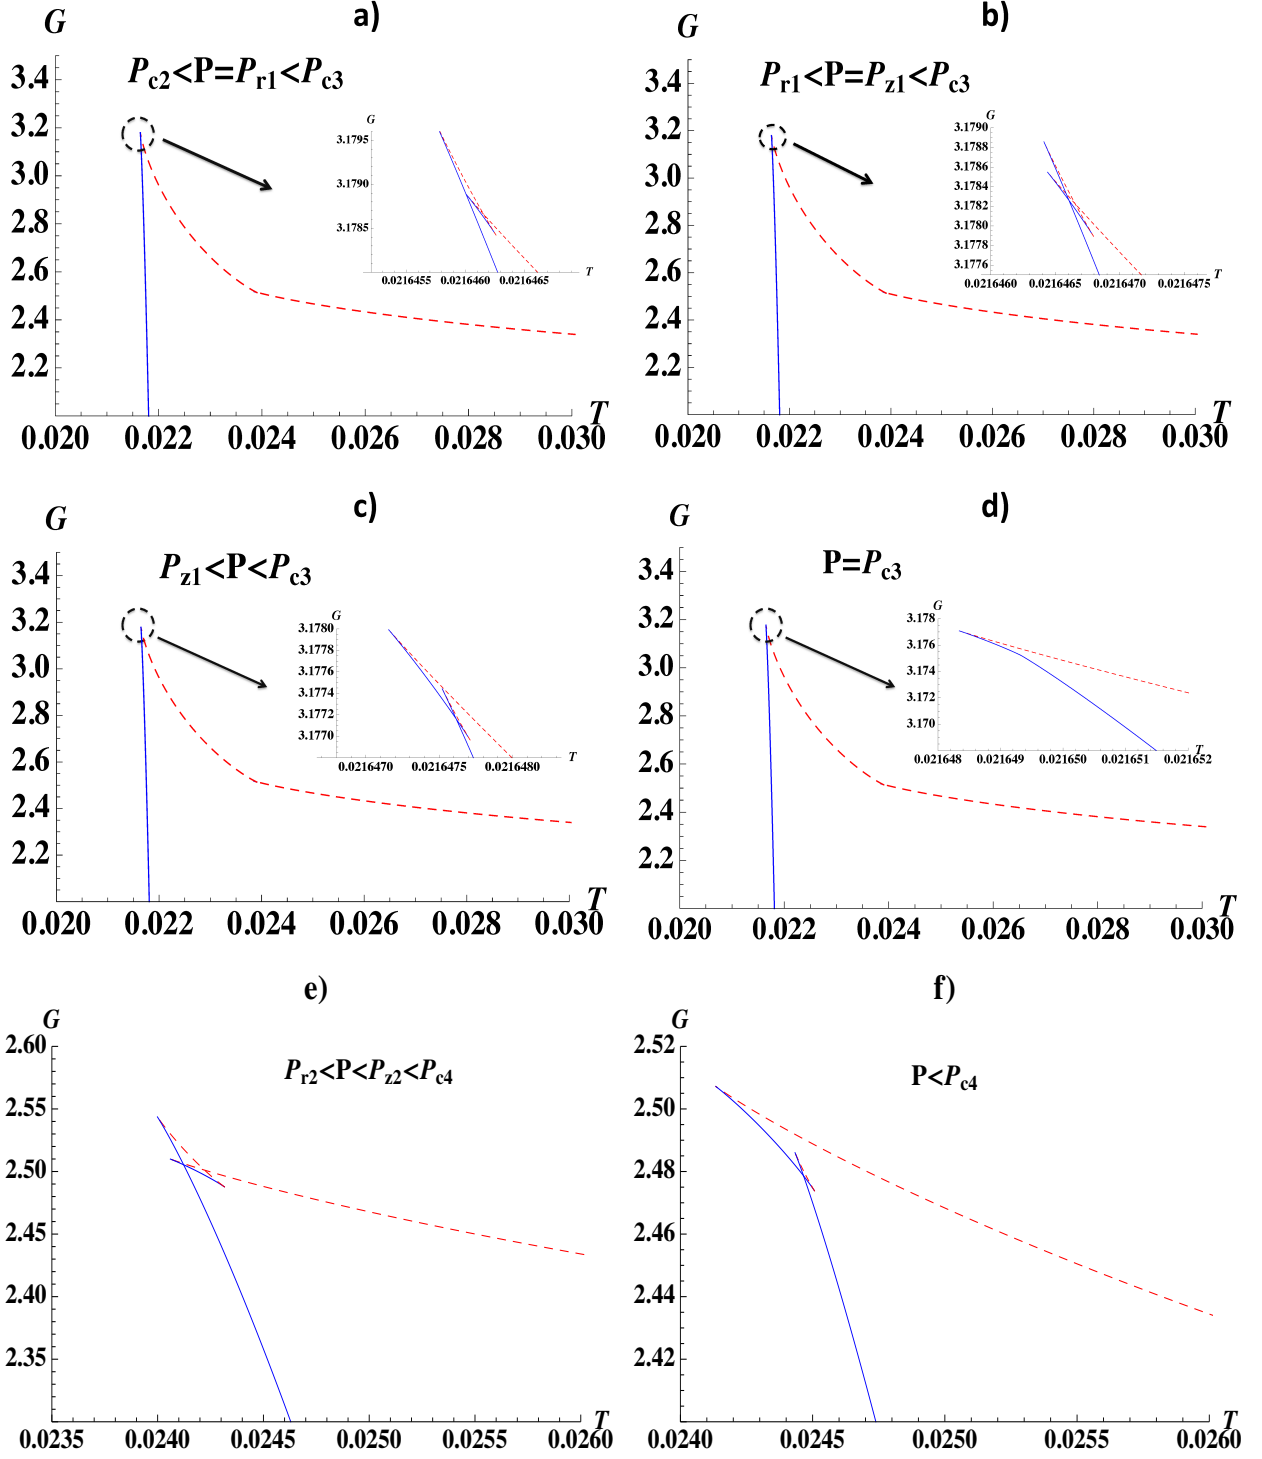 a)
G
P_c2<P=P_r1<P_c3
3.4
3.2
3.0
2.8
2.6
2.4
2.2
0.020 0.022 0.024 0.026 0.028 0.030
T
G
3.1795
3.1790
3.1785
0.0216455 0.0216460 0.0216465
T
b)
G
P_r1<P=P_z1<P_c3
3.4
3.2
3.0
2.8
2.6
2.4
2.2
0.020 0.022 0.024 0.026 0.028 0.030
T
G
3.1790
3.1788
3.1786
3.1784
3.1782
3.1780
3.1778
3.1776
0.0216460 0.0216465 0.0216470 0.0216475
T
c)
G
P_z1<P<P_c3
3.4
3.2
3.0
2.8
2.6
2.4
2.2
0.020 0.022 0.024 0.026 0.028 0.030
T
G
3.1780
3.1776
3.1774
3.1772
3.1770
0.0216470 0.0216475 0.0216480
T
d)
G
P=P_c3
3.4
3.2
3.0
2.8
2.6
2.4
2.2
0.020 0.022 0.024 0.026 0.028 0.030
T
G
3.178
3.176
3.174
3.172
3.170
0.021648 0.021649 0.021650 0.021651 0.021652
T
e)
G
P_r2<P<P_z2<P_c4
2.60
2.55
2.50
2.45
2.40
2.35
0.0235 0.0240 0.0245 0.0250 0.0255 0.0260
T
f)
G
P<P_c4
2.52
2.50
2.48
2.46
2.44
2.42
0.0240 0.0245 0.0250 0.0255 0.0260
T